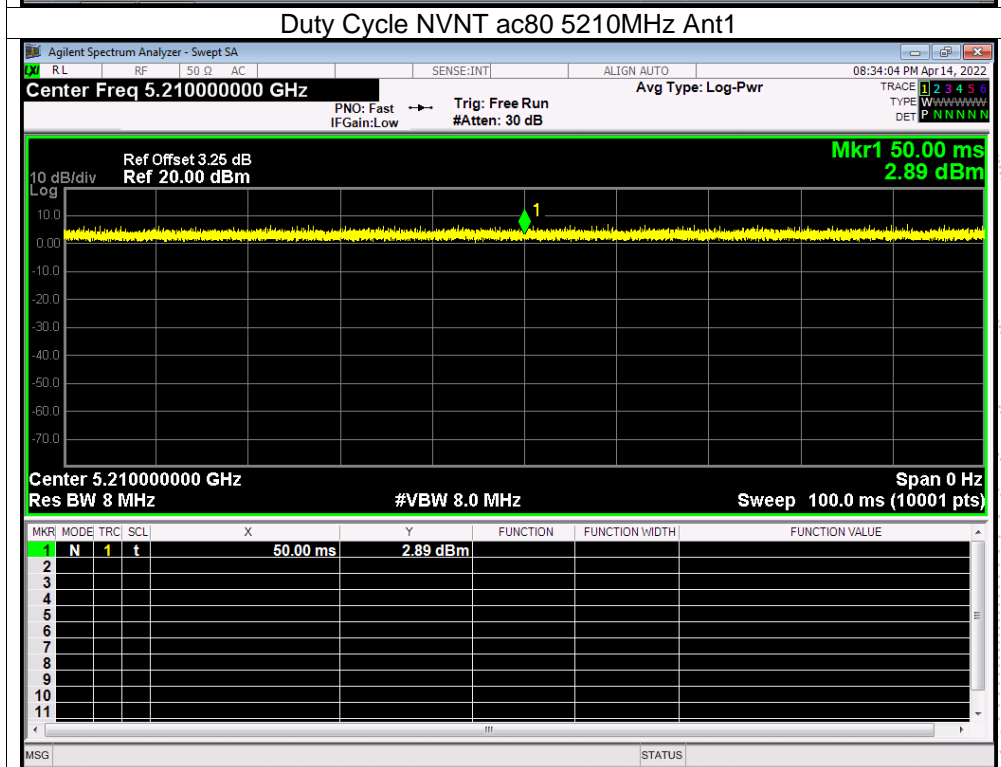 Duty Cycle NVNT ac80 5210MHz Ant1
Agilent Spectrum Analyzer - Swept SA
LXI RL RF 50 Ω AC SENSE:INT ALIGN AUTO 08:34:04 PM Apr 14, 2022
Center Freq 5.210000000 GHz Avg Type: Log-Pwr TRACE 1 2 3 4 5 6
PNO: Fast Trig: Free Run TYPE WWWWWW
IFGain:Low #Atten: 30 dB DET P N N N N N
Mkr1 50.00 ms
Ref Offset 3.25 dB
10 dB/div Ref 20.00 dBm 2.89 dBm
Log
10.0
1
0.00
-10.0
-20.0
-30.0
-40.0
-50.0
-60.0
-70.0
Center 5.210000000 GHz Span 0 Hz
Res BW 8 MHz #VBW 8.0 MHz Sweep 100.0 ms (10001 pts)
MKR MODE TRC SCL X Y FUNCTION FUNCTION WIDTH FUNCTION VALUE
1 N 1 t 50.00 ms 2.89 dBm
2
3
4
5
6
7
8
9
10
11
MSG STATUS